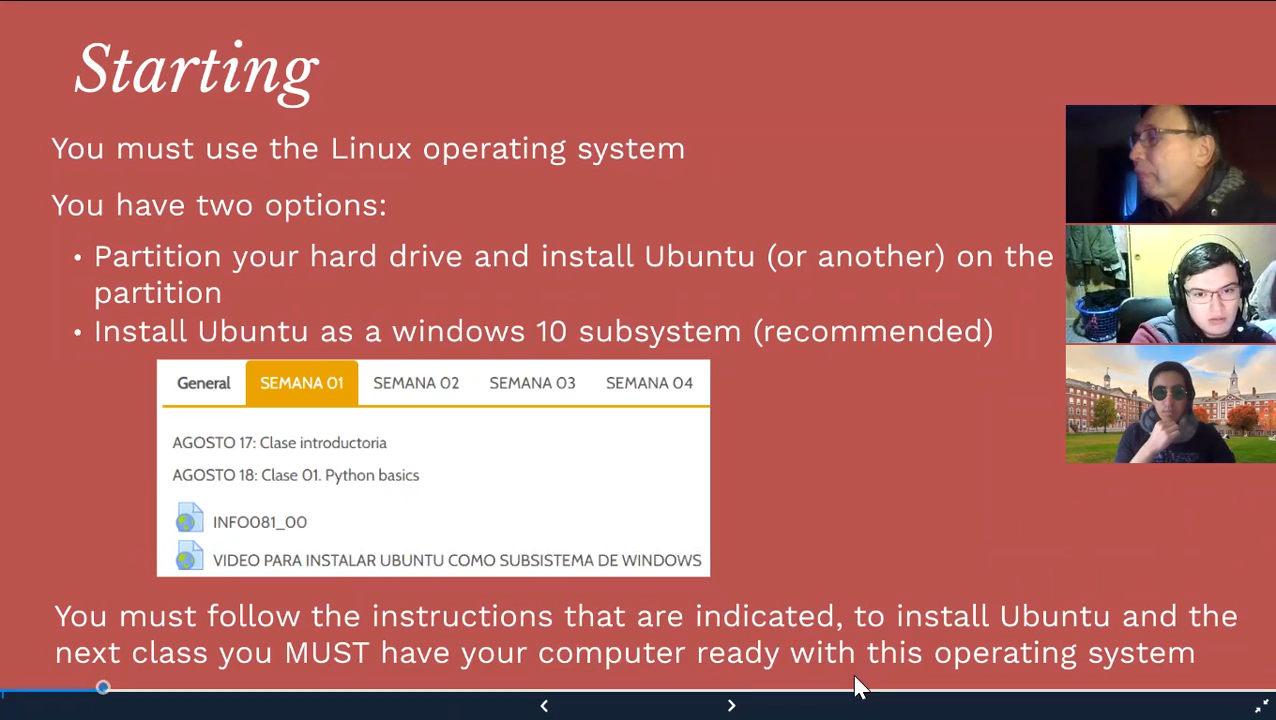 Starting
You must use the Linux operating system
You have two options:
• Partition your hard drive and install Ubuntu (or another) on the
partition
• Install Ubuntu as a windows 10 subsystem (recommended)
General SEMANA 01 SEMANA 02 SEMANA 03 SEMANA 04
AGOSTO 17: Clase introductoria
AGOSTO 18: Clase 01. Python basics
INFO081_00
VIDEO PARA INSTALAR UBUNTU COMO SUBSISTEMA DE WINDOWS
You must follow the instructions that are indicated, to install Ubuntu and the
next class you MUST have your computer ready with this operating system